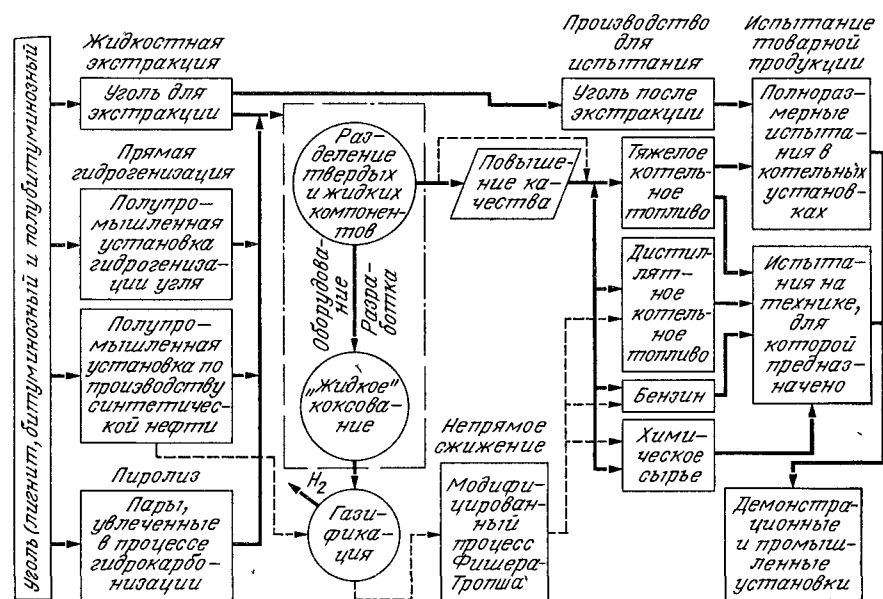 Уголь (лигнит, битуминозный и полубитуминозный
Жидкостная
экстракция
Уголь для
экстракции
Прямая
гидрогенизация
Полупро-
мышленная
установка
гидрогениза-
ции угля
Полупро-
мышленная
установка по
производству
синтетичес-
кой нефти
Пиролиз
Пары,
увлеченные
в процессе
гидрокарбо-
низации
Раз-
деление
твердых
и жидких
компонен-
тов
Оборудова-
ние
Разра-
ботка
„Жидкое"
коксова-
ние
H2
Гази-
фика-
ция
Повыше-
ние ка-
чества
Непрямое
сжижение
Модифи-
цирован-
ный
процесс
Фишера-
Тропша
Производство
для
испытания
Уголь после
экстракции
Тяжелое
котель-
ное
топливо
Дистил-
лят-
ное
котель-
ное
топливо
Бензин
Хими-
ческое
сырье
Испытание
товарной
продукции
Полнораз-
мерные
испыта-
ния в
котельных
установ-
ках
Испыта-
ния на
технике,
для
которой
предназ-
начено
Демонстра-
ционные
и промыш-
ленные
установки